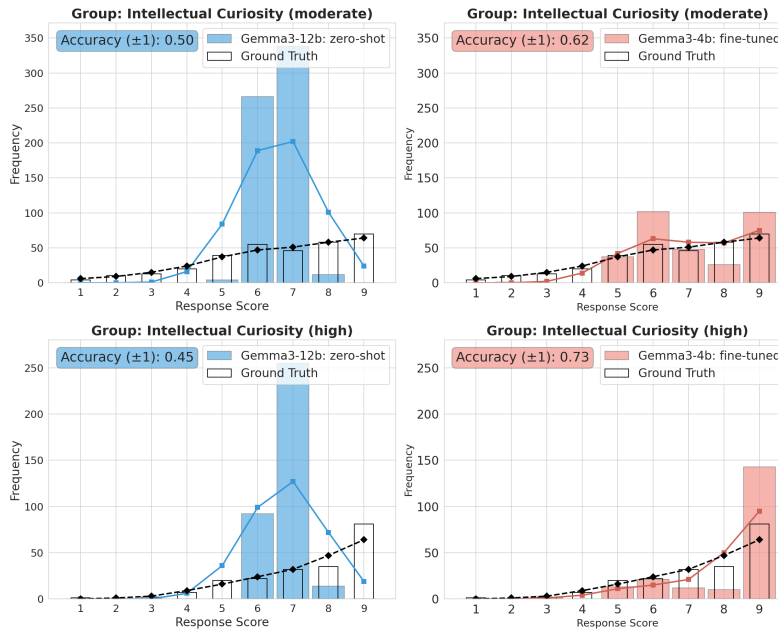 Group: Intellectual Curiosity (moderate)
Accuracy (±1): 0.50
Gemma3-12b: zero-shot
Ground Truth
350
300
250
200
150
100
50
0
Frequency
1 2 3 4 5 6 7 8 9
Response Score
Group: Intellectual Curiosity (moderate)
Accuracy (±1): 0.62
Gemma3-4b: fine-tuned
Ground Truth
350
300
250
200
150
100
50
0
Frequency
1 2 3 4 5 6 7 8 9
Response Score
Group: Intellectual Curiosity (high)
Accuracy (±1): 0.45
Gemma3-12b: zero-shot
Ground Truth
250
200
150
100
50
0
Frequency
1 2 3 4 5 6 7 8 9
Response Score
Group: Intellectual Curiosity (high)
Accuracy (±1): 0.73
Gemma3-4b: fine-tuned
Ground Truth
250
200
150
100
50
0
Frequency
1 2 3 4 5 6 7 8 9
Response Score